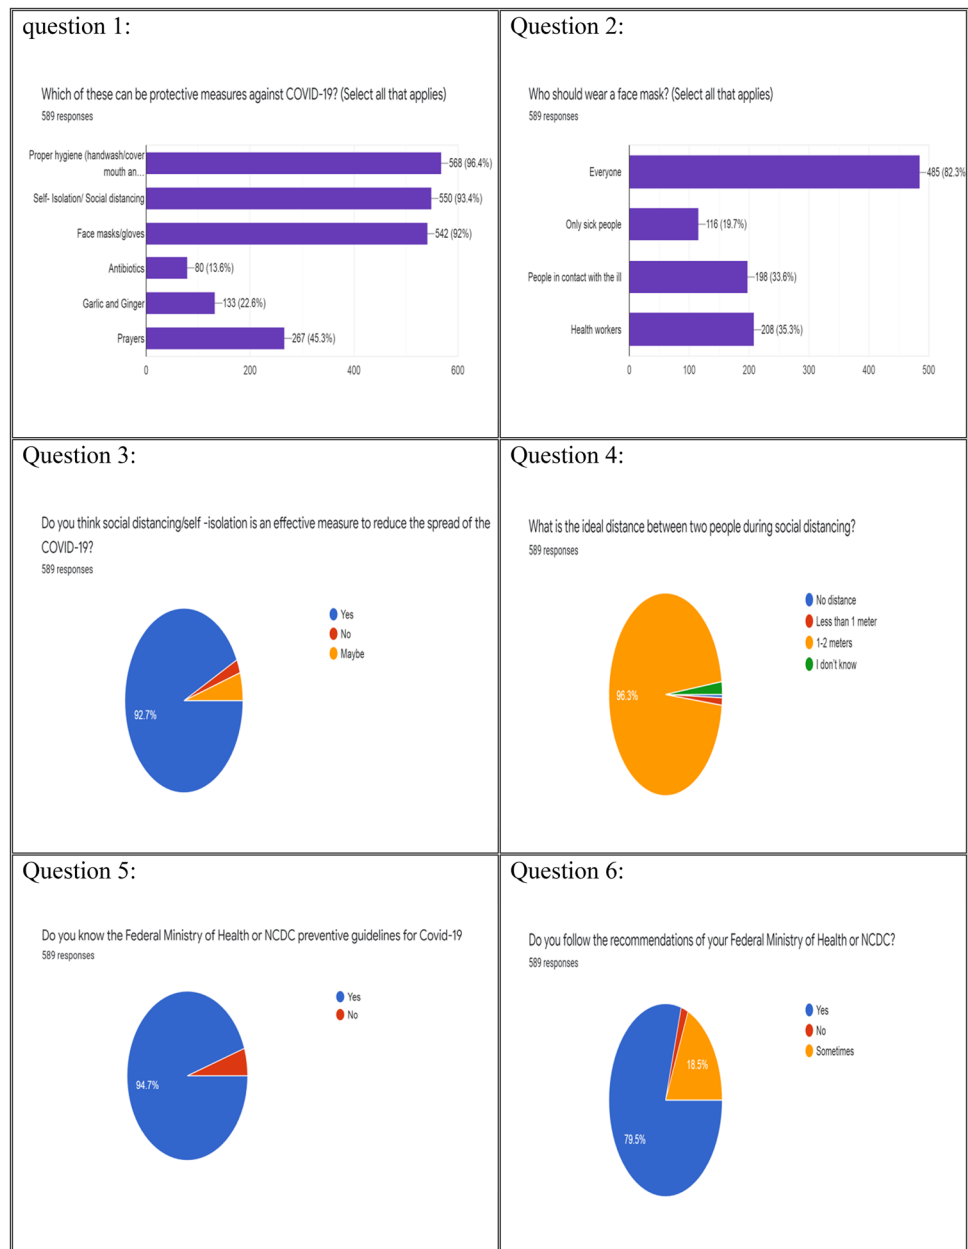 question 1:
Which of these can be protective measures against COVID-19? (Select all that applies)
589 responses
Proper hygiene (handwash/cover
mouth an...
568 (96.4%)
Self- Isolation/ Social distancing
550 (93.4%)
Face masks/gloves
542 (92%)
Antibiotics
80 (13.6%)
Garlic and Ginger
133 (22.6%)
Prayers
267 (45.3%)
0 200 400 600
Question 2:
Who should wear a face mask? (Select all that applies)
589 responses
Everyone
485 (82.3%
Only sick people
116 (19.7%)
People in contact with the ill
198 (33.6%)
Health workers
208 (35.3%)
0 100 200 300 400 500
Question 3:
Do you think social distancing/self -isolation is an effective measure to reduce the spread of the
COVID-19?
589 responses
Yes
No
Maybe
92.7%
Question 4:
What is the ideal distance between two people during social distancing?
589 responses
No distance
Less than 1 meter
1-2 meters
I don't know
96.3%
Question 5:
Do you know the Federal Ministry of Health or NCDC preventive guidelines for Covid-19
589 responses
Yes
No
94.7%
Question 6:
Do you follow the recommendations of your Federal Ministry of Health or NCDC?
589 responses
Yes
No
Sometimes
18.5%
79.5%